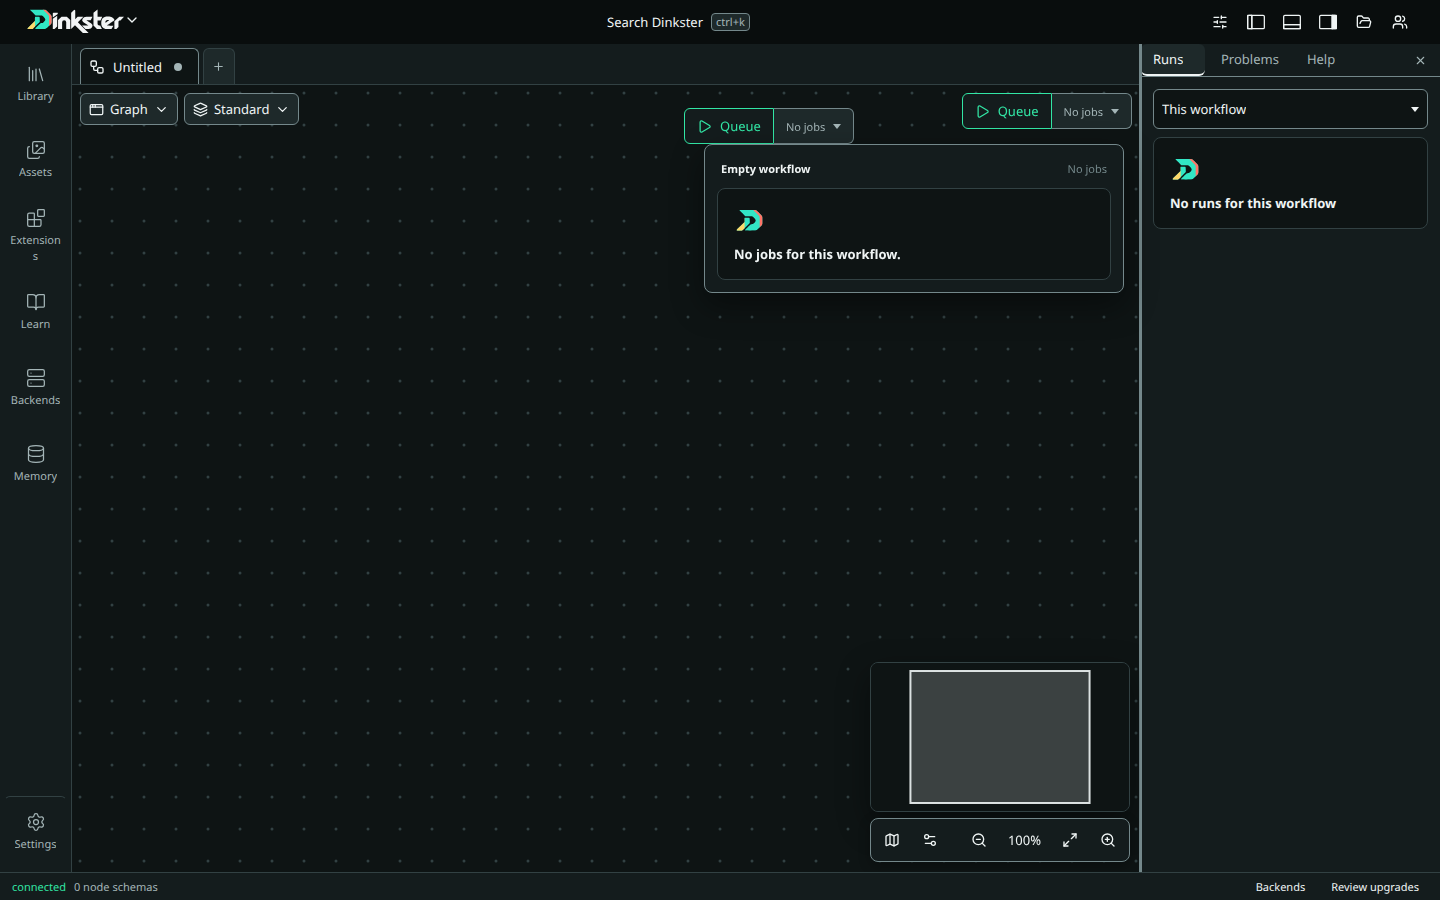 Dinkster
Search Dinkster ctrl+k
Library
Assets
Extension
s
Learn
Backends
Memory
Settings
Untitled
Graph
Standard
Queue No jobs
Queue No jobs
Empty workflow No jobs
No jobs for this workflow.
100%
Runs Problems Help
This workflow
No runs for this workflow
connected 0 node schemas
Backends Review upgrades